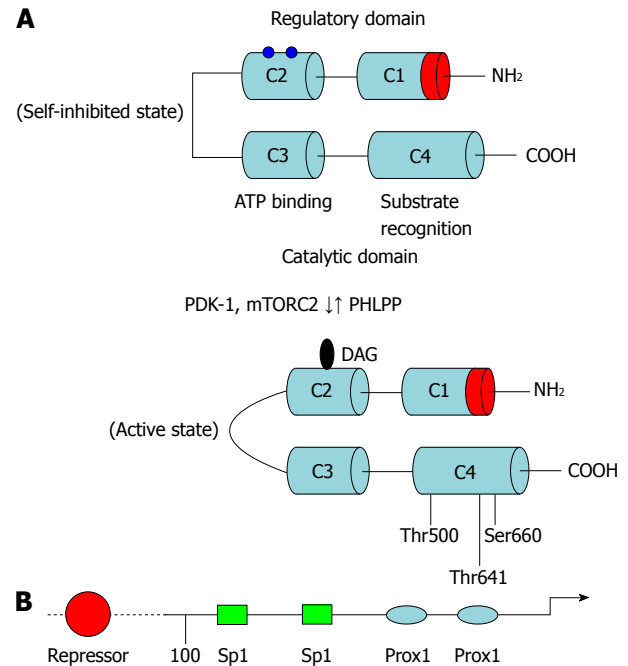 A
Regulatory domain
C2
C1
NH₂
(Self-inhibited state)
C3
C4
COOH
ATP binding
Substrate
recognition
Catalytic domain
PDK-1, mTORC2 ↓↑ PHLPP
DAG
C2
C1
NH₂
(Active state)
C3
C4
COOH
Thr500
Ser660
Thr641
B
Repressor
100
Sp1
Sp1
Prox1
Prox1